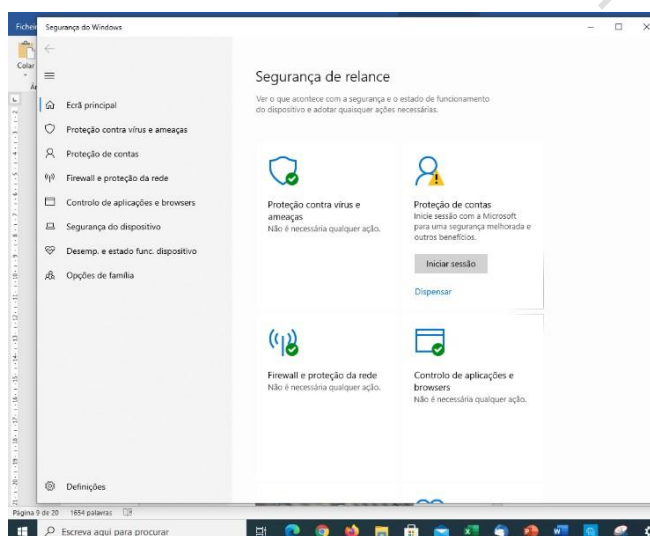 Segurança do Windows
Colar
Ecrã principal
Proteção contra vírus e ameaças
Proteção de contas
Firewall e proteção da rede
Controlo de aplicações e browsers
Segurança do dispositivo
Desemp. e estado func. dispositivo
Opções de família
Definições
Segurança de relance
Ver o que acontece com a segurança e o estado de funcionamento
do dispositivo e adotar quaisquer ações necessárias.
Proteção contra vírus e
ameaças
Não é necessária qualquer ação.
Proteção de contas
Inicie sessão com a Microsoft
para uma segurança melhorada e
outros benefícios.
Iniciar sessão
Dispensar
Firewall e proteção da rede
Não é necessária qualquer ação.
Controlo de aplicações e
browsers
Não é necessária qualquer ação.
Página 9 de 20 1654 palavras
Escreva aqui para procurar